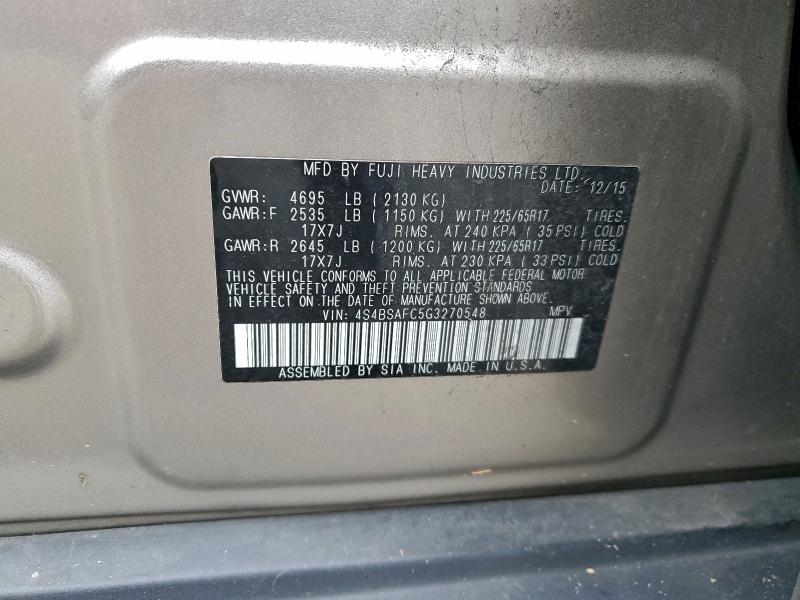 MFD BY FUJI HEAVY INDUSTRIES LTD.
DATE: 12/15
GVWR: 4695 LB ( 2130 KG)
GAWR:F 2535 LB ( 1150 KG) WITH 225/65R17 TIRES.
17X7J RIMS. AT 240 KPA ( 35 PSI) COLD
GAWR:R 2645 LB ( 1200 KG) WITH 225/65R17 TIRES.
17X7J RIMS. AT 230 KPA ( 33 PSI) COLD
THIS VEHICLE CONFORMS TO ALL APPLICABLE FEDERAL MOTOR
VEHICLE SAFETY AND THEFT PREVENTION STANDARDS
IN EFFECT ON THE DATE OF MANUFACTURE SHOWN ABOVE.
VIN: 4S4BSAFC5G3270548 MPV
ASSEMBLED BY SIA INC. MADE IN U.S.A.